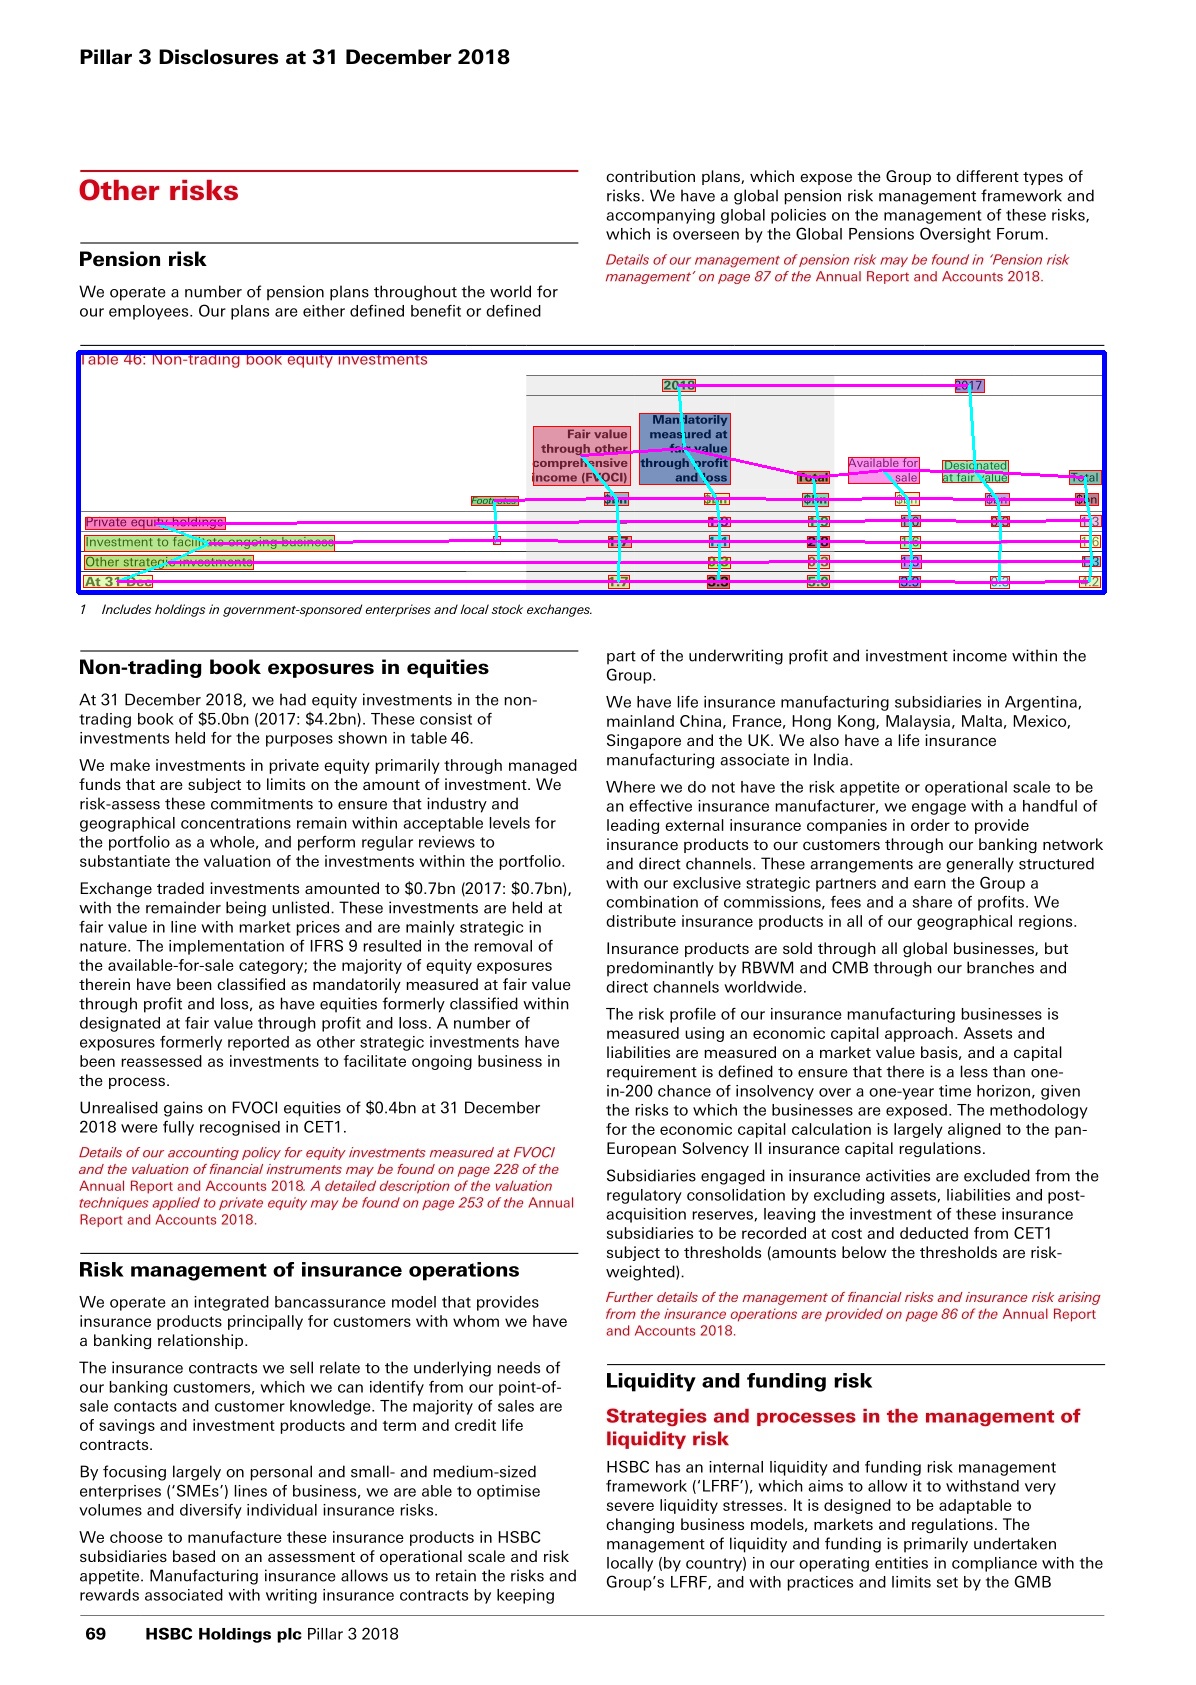 Pillar 3 Disclosures at 31 December 2018
Other risks
Pension risk
We operate a number of pension plans throughout the world for
our employees. Our plans are either defined benefit or defined
contribution plans, which expose the Group to different types of
risks. We have a global pension risk management framework and
accompanying global policies on the management of these risks,
which is overseen by the Global Pensions Oversight Forum.
Details of our management of pension risk may be found in ‘Pension risk
management’ on page 87 of the Annual Report and Accounts 2018.
Table 46: Non-trading book equity investments
2018 2017
Fair value through other comprehensive income (FVOCI) Mandatorily measured at fair value through profit and loss Total Available for sale Designated at fair value Total
Footnotes $bn $bn $bn $bn $bn $bn
Private equity holdings 1.9 1.9 1.0 0.3 1.3
Investment to facilitate ongoing business 1 1.7 1.1 2.8 1.6 1.6
Other strategic investments 0.3 0.3 1.3 1.3
At 31 Dec 1.7 3.3 5.0 3.9 0.3 4.2
1 Includes holdings in government-sponsored enterprises and local stock exchanges.
Non-trading book exposures in equities
At 31 December 2018, we had equity investments in the non-
trading book of $5.0bn (2017: $4.2bn). These consist of
investments held for the purposes shown in table 46.
We make investments in private equity primarily through managed
funds that are subject to limits on the amount of investment. We
risk-assess these commitments to ensure that industry and
geographical concentrations remain within acceptable levels for
the portfolio as a whole, and perform regular reviews to
substantiate the valuation of the investments within the portfolio.
Exchange traded investments amounted to $0.7bn (2017: $0.7bn),
with the remainder being unlisted. These investments are held at
fair value in line with market prices and are mainly strategic in
nature. The implementation of IFRS 9 resulted in the removal of
the available-for-sale category; the majority of equity exposures
therein have been classified as mandatorily measured at fair value
through profit and loss, as have equities formerly classified within
designated at fair value through profit and loss. A number of
exposures formerly reported as other strategic investments have
been reassessed as investments to facilitate ongoing business in
the process.
Unrealised gains on FVOCI equities of $0.4bn at 31 December
2018 were fully recognised in CET1.
Details of our accounting policy for equity investments measured at FVOCI
and the valuation of financial instruments may be found on page 228 of the
Annual Report and Accounts 2018. A detailed description of the valuation
techniques applied to private equity may be found on page 253 of the Annual
Report and Accounts 2018.
Risk management of insurance operations
We operate an integrated bancassurance model that provides
insurance products principally for customers with whom we have
a banking relationship.
The insurance contracts we sell relate to the underlying needs of
our banking customers, which we can identify from our point-of-
sale contacts and customer knowledge. The majority of sales are
of savings and investment products and term and credit life
contracts.
By focusing largely on personal and small- and medium-sized
enterprises (‘SMEs’) lines of business, we are able to optimise
volumes and diversify individual insurance risks.
We choose to manufacture these insurance products in HSBC
subsidiaries based on an assessment of operational scale and risk
appetite. Manufacturing insurance allows us to retain the risks and
rewards associated with writing insurance contracts by keeping
part of the underwriting profit and investment income within the
Group.
We have life insurance manufacturing subsidiaries in Argentina,
mainland China, France, Hong Kong, Malaysia, Malta, Mexico,
Singapore and the UK. We also have a life insurance
manufacturing associate in India.
Where we do not have the risk appetite or operational scale to be
an effective insurance manufacturer, we engage with a handful of
leading external insurance companies in order to provide
insurance products to our customers through our banking network
and direct channels. These arrangements are generally structured
with our exclusive strategic partners and earn the Group a
combination of commissions, fees and a share of profits. We
distribute insurance products in all of our geographical regions.
Insurance products are sold through all global businesses, but
predominantly by RBWM and CMB through our branches and
direct channels worldwide.
The risk profile of our insurance manufacturing businesses is
measured using an economic capital approach. Assets and
liabilities are measured on a market value basis, and a capital
requirement is defined to ensure that there is a less than one-
in-200 chance of insolvency over a one-year time horizon, given
the risks to which the businesses are exposed. The methodology
for the economic capital calculation is largely aligned to the pan-
European Solvency II insurance capital regulations.
Subsidiaries engaged in insurance activities are excluded from the
regulatory consolidation by excluding assets, liabilities and post-
acquisition reserves, leaving the investment of these insurance
subsidiaries to be recorded at cost and deducted from CET1
subject to thresholds (amounts below the thresholds are risk-
weighted).
Further details of the management of financial risks and insurance risk arising
from the insurance operations are provided on page 86 of the Annual Report
and Accounts 2018.
Liquidity and funding risk
Strategies and processes in the management of
liquidity risk
HSBC has an internal liquidity and funding risk management
framework (‘LFRF’), which aims to allow it to withstand very
severe liquidity stresses. It is designed to be adaptable to
changing business models, markets and regulations. The
management of liquidity and funding is primarily undertaken
locally (by country) in our operating entities in compliance with the
Group’s LFRF, and with practices and limits set by the GMB
69 HSBC Holdings plc Pillar 3 2018